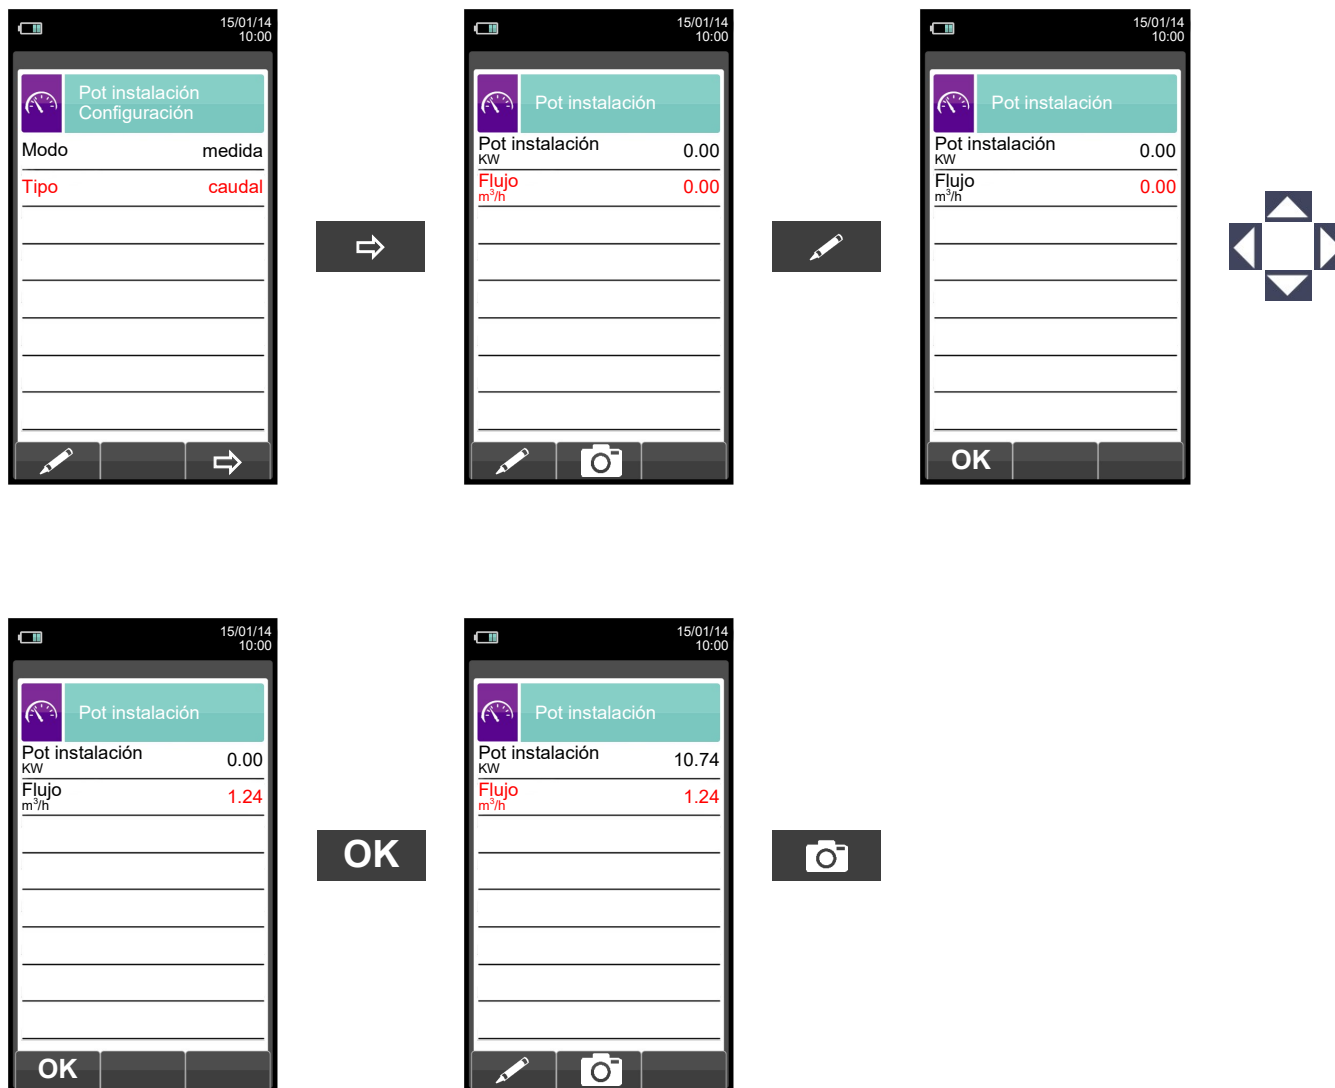 15/01/14
10:00
Pot instalación
Configuración
Modo medida
Tipo caudal
15/01/14
10:00
Pot instalación
Pot instalación
KW 0.00
Flujo
m³/h 0.00
15/01/14
10:00
Pot instalación
Pot instalación
KW 0.00
Flujo
m³/h 0.00
OK
15/01/14
10:00
Pot instalación
Pot instalación
KW 0.00
Flujo
m³/h 1.24
OK
OK
15/01/14
10:00
Pot instalación
Pot instalación
KW 10.74
Flujo
m³/h 1.24